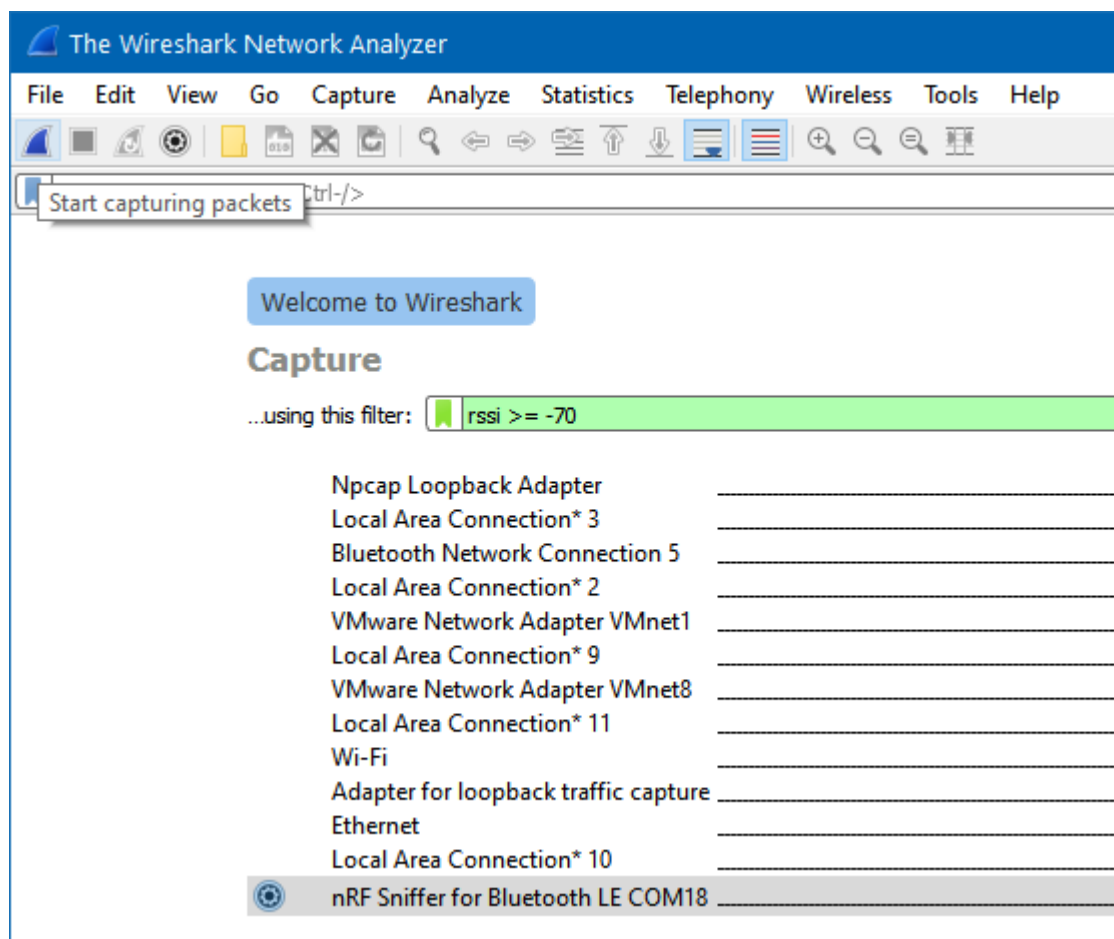 The Wireshark Network Analyzer
File Edit View Go Capture Analyze Statistics Telephony Wireless Tools Help
Start capturing packets
Ctrl-/>
Welcome to Wireshark
Capture
...using this filter: rssi >= -70
Npcap Loopback Adapter
Local Area Connection* 3
Bluetooth Network Connection 5
Local Area Connection* 2
VMware Network Adapter VMnet1
Local Area Connection* 9
VMware Network Adapter VMnet8
Local Area Connection* 11
Wi-Fi
Adapter for loopback traffic capture
Ethernet
Local Area Connection* 10
nRF Sniffer for Bluetooth LE COM18